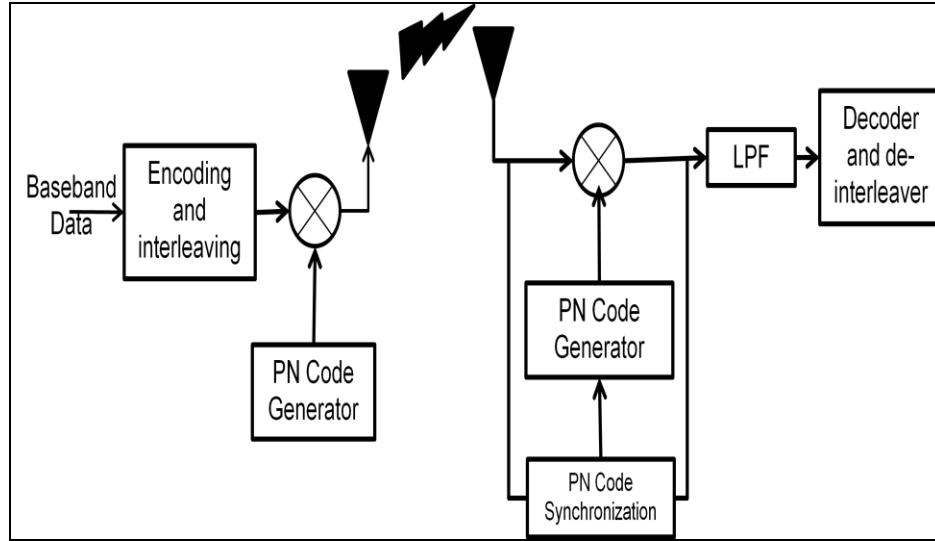 Baseband
Data
Encoding
and
interleaving
PN Code
Generator
PN Code
Generator
PN Code
Synchronization
LPF
Decoder
and de-
interleaver